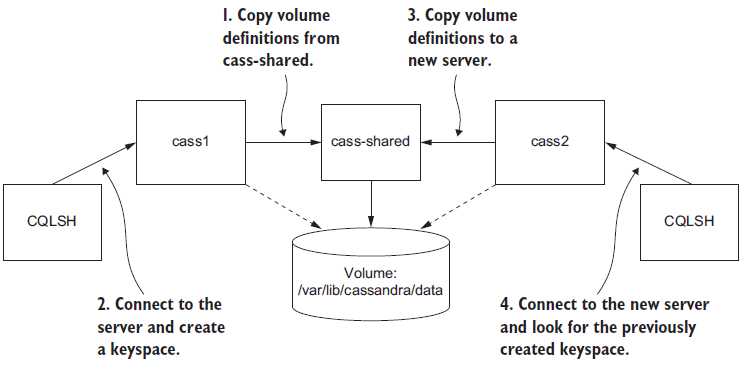 1. Copy volume
definitions from
cass-shared.
3. Copy volume
definitions to a
new server.
cass1
cass-shared
cass2
CQLSH
CQLSH
Volume:
/var/lib/cassandra/data
2. Connect to the
server and create
a keyspace.
4. Connect to the new server
and look for the previously
created keyspace.